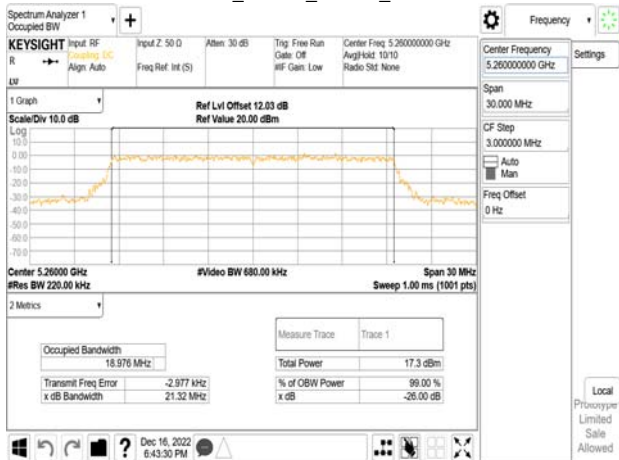 Spectrum Analyzer 1
Occupied BW
Frequency
KEYSIGHT
R
Input: RF
Coupling: DC
Align: Auto
Input Z: 50 Ω
Freq Ref: Int (S)
Atten: 30 dB
Trig: Free Run
Gate: Off
#IF Gain: Low
Center Freq: 5.260000000 GHz
Avg|Hold: 10/10
Radio Std: None
1 Graph
Scale/Div 10.0 dB
Ref Lvl Offset 12.03 dB
Ref Value 20.00 dBm
Log
10.0
0.00
-10.0
-20.0
-30.0
-40.0
-50.0
-60.0
-70.0
Center 5.26000 GHz
#Res BW 220.00 kHz
#Video BW 680.00 kHz
Span 30 MHz
Sweep 1.00 ms (1001 pts)
2 Metrics
Measure Trace Trace 1
Occupied Bandwidth
18.976 MHz
Total Power 17.3 dBm
Transmit Freq Error -2.977 kHz
% of OBW Power 99.00 %
x dB Bandwidth 21.32 MHz
x dB -26.00 dB
Dec 16, 2022
6:43:30 PM
Center Frequency
5.260000000 GHz
Settings
Span
30.000 MHz
CF Step
3.000000 MHz
Auto
Man
Freq Offset
0 Hz
Local
Prototype
Limited
Sale
Allowed